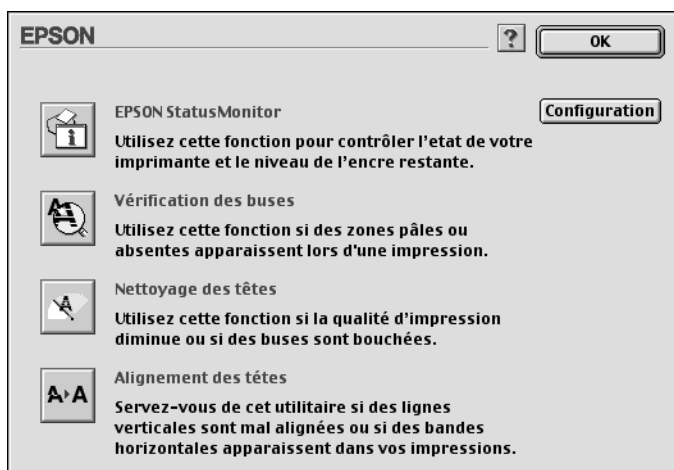 EPSON
? OK
EPSON StatusMonitor
Configuration
Utilisez cette fonction pour contrôler l'etat de votre
imprimante et le niveau de l'encre restante.
Vérification des buses
Utilisez cette fonction si des zones pâles ou
absentes apparaissent lors d'une impression.
Nettoyage des têtes
Utilisez cette fonction si la qualité d'impression
diminue ou si des buses sont bouchées.
Alignement des tétes
Servez-vous de cet utilitaire si des lignes
verticales sont mal alignées ou si des bandes
horizontales apparaissent dans vos impressions.